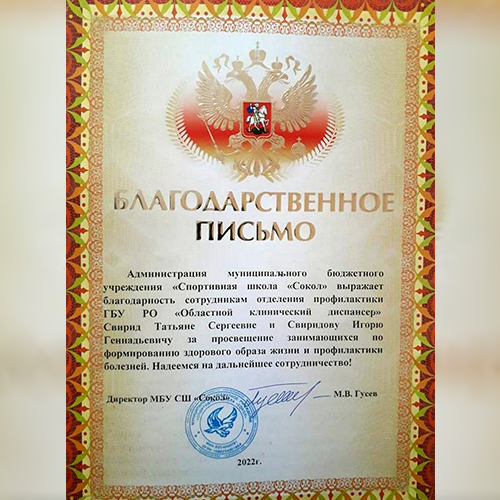 БЛАГОДАРСТВЕННОЕ
ПИСЬМО
Администрация муниципального бюджетного
учреждения «Спортивная школа «Сокол» выражает
благодарность сотрудникам отделения профилактики
ГБУ РО «Областной клинический диспансер»
Свирид Татьяне Сергеевне и Свиридову Игорю
Геннадьевичу за просвещение занимающихся по
формированию здорового образа жизни и профилактики
болезней. Надеемся на дальнейшее сотрудничество!
Директор МБУ СШ «Сокол» М.В. Гусев
2022г.